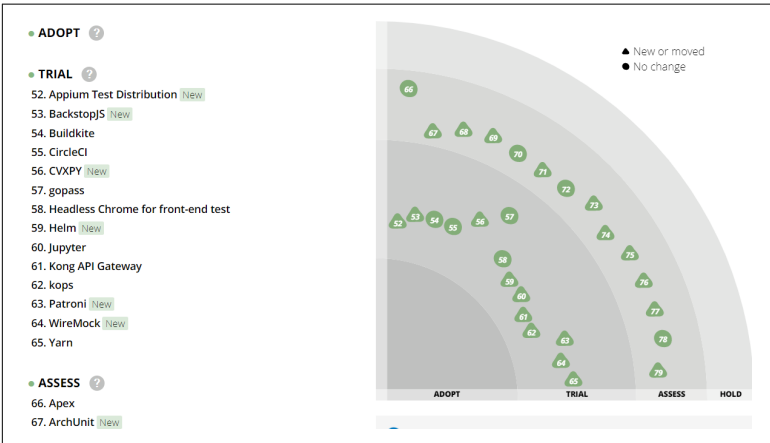 ADOPT ?
TRIAL ?
52. Appium Test Distribution New
53. BackstopJS New
54. Buildkite
55. CircleCI
56. CVXPY New
57. gopass
58. Headless Chrome for front-end test
59. Helm New
60. Jupyter
61. Kong API Gateway
62. kops
63. Patroni New
64. WireMock New
65. Yarn
ASSESS ?
66. Apex
67. ArchUnit New
New or moved
No change
66
67
68
69
70
71
72
73
74
75
76
77
78
79
52
53
54
55
56
57
58
59
60
61
62
63
64
65
ADOPT
TRIAL
ASSESS
HOLD